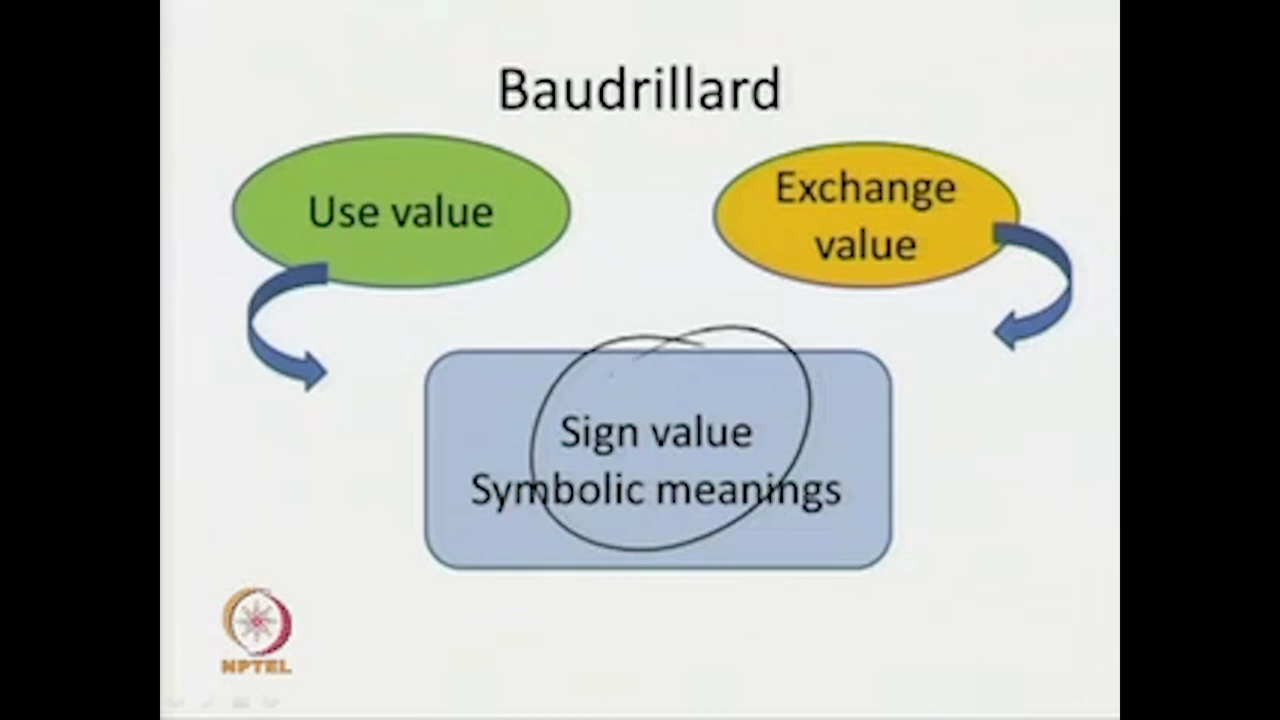 Baudrillard
Use value
Exchange
value
Sign value
Symbolic meanings
NPTEL